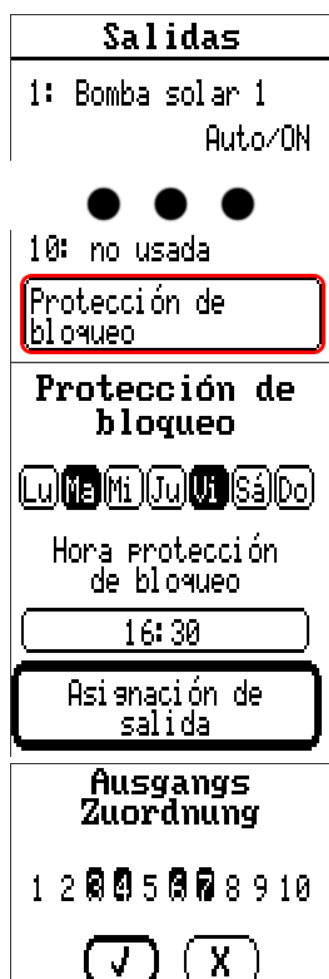 Salidas
1: Bomba solar 1
Auto/ON
10: no usada
Protección de
bloqueo
Protección de
bloqueo
Lu Ma Mi Ju Vi Sá Do
Hora protección
de bloqueo
16:30
Asignación de
salida
Ausgangs
Zuordnung
1 2 3 4 5 6 7 8 9 10
✓ X